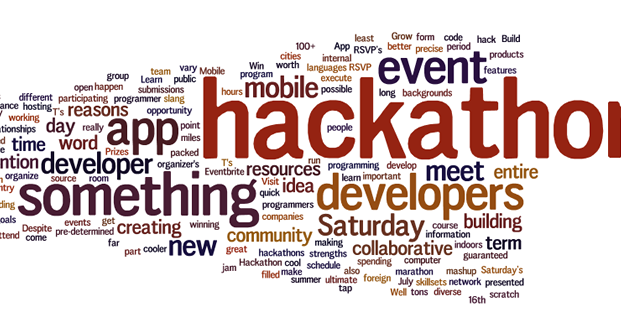 least Grow form code hack Build
100+ App RSVP's better precise period
cities internal event products
Win worth languages RSVP features
group team vary Mobile program execute
open happen Learn public mobile possible long backgrounds
submissions hours
different participating programmer slang
hosting T's reasons opportunity hackathon
working day really app point people
time word miles
Prizes packed
developer organizer's T's run programming develop meet entire
organize source room Eventbrite resources learn important
something Visit idea developers
quick programmers
companies Saturday
events get creating winning course building
Despite pre-determined community information
come far new making collaborative indoors term
part cooler great hackathons strengths guaranteed
spending computer
jam Hackathon cool schedule also marathon mashup Saturday's
filled make foreign July skillsets network presented
summer ultimate Well tons diverse scratch
tap 16th